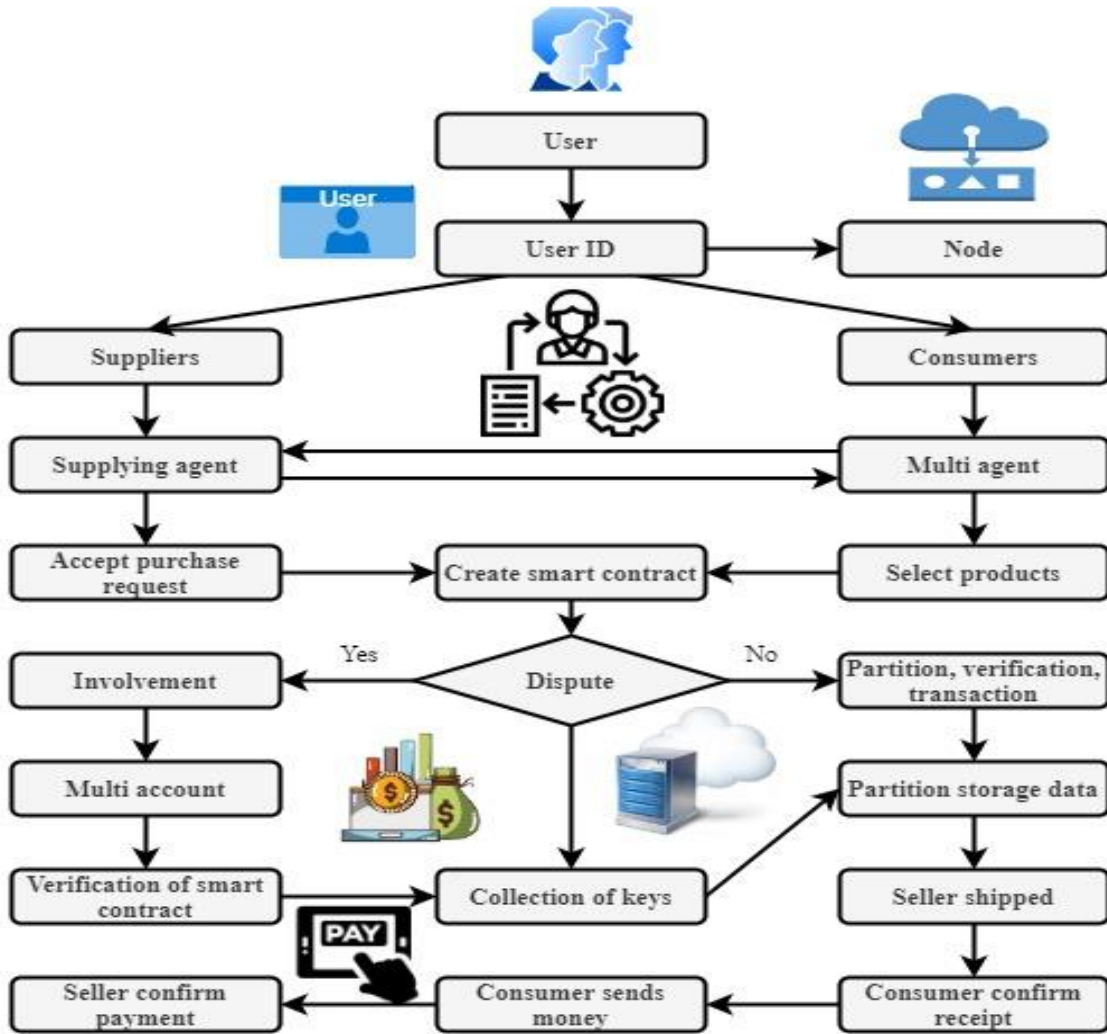 User
User
User ID
Node
Suppliers
Consumers
Supplying agent
Multi agent
Accept purchase
request
Create smart contract
Select products
Yes
No
Involvement
Dispute
Partition, verification,
transaction
Multi account
Partition storage data
$
$
Verification of smart
contract
Collection of keys
Seller shipped
PAY
Seller confirm
payment
Consumer sends
money
Consumer confirm
receipt